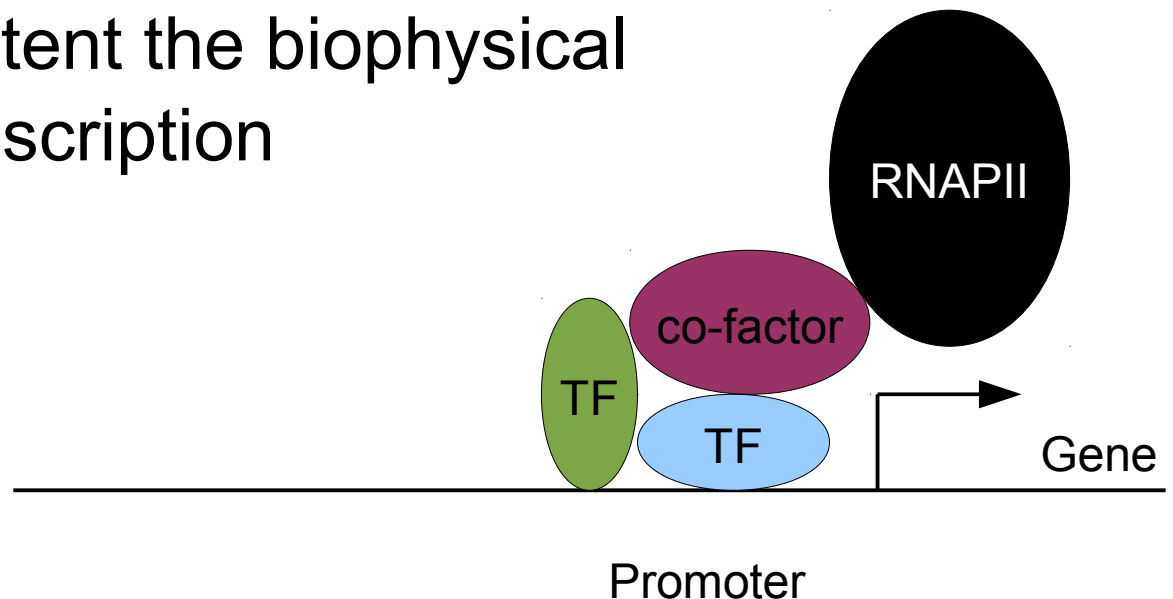 tent the biophysical
scription
RNAPII
co-factor
TF
TF
Gene
Promoter